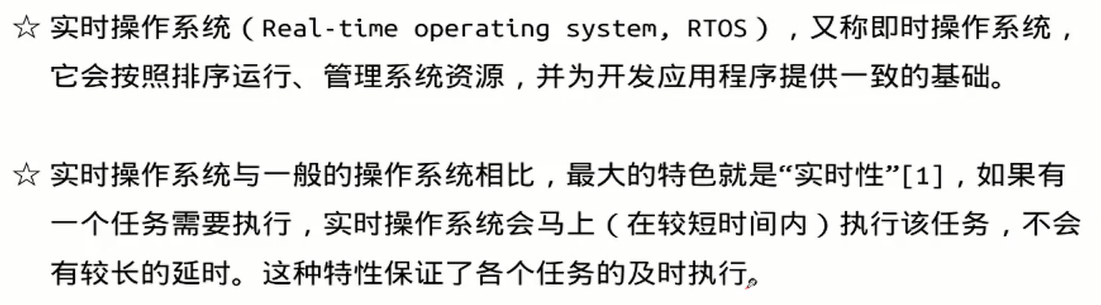 ☆ 实时操作系统（Real-time operating system, RTOS），又称即时操作系统，
它会按照排序运行、管理系统资源，并为开发应用程序提供一致的基础。
☆ 实时操作系统与一般的操作系统相比，最大的特色就是“实时性”[1]，如果有
一个任务需要执行，实时操作系统会马上（在较短时间内）执行该任务，不会
有较长的延时。这种特性保证了各个任务的及时执行。